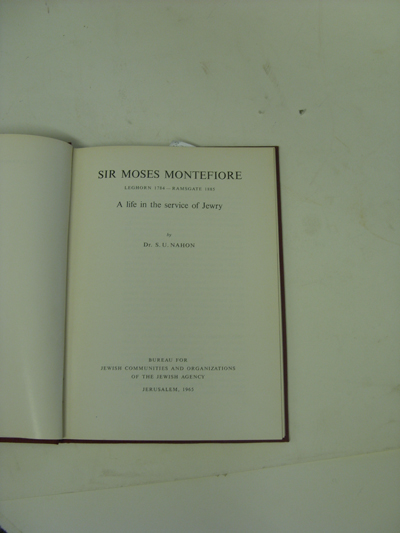 SIR MOSES MONTEFIORE
LEGHORN 1784 — RAMSGATE 1885
A life in the service of Jewry
by
Dr. S. U. NAHON
BUREAU FOR
JEWISH COMMUNITIES AND ORGANIZATIONS
OF THE JEWISH AGENCY
JERUSALEM, 1965